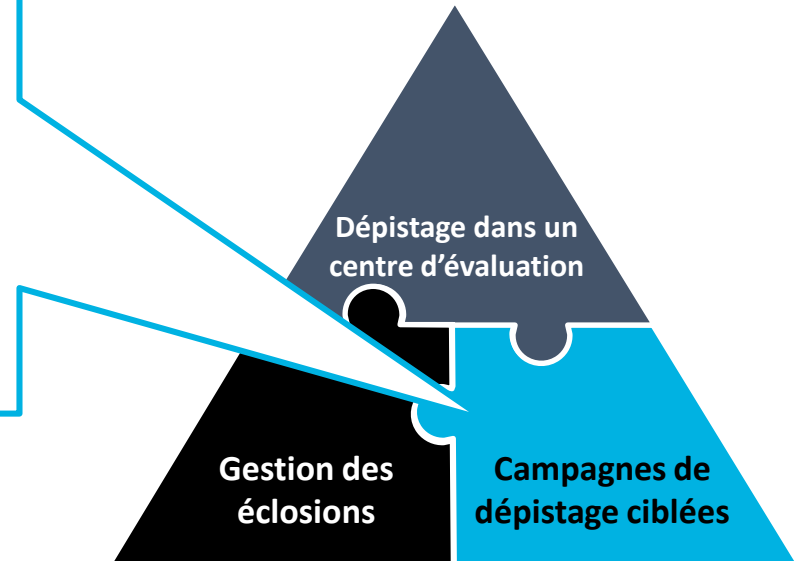 Dépistage dans un
centre d’évaluation
Gestion des
éclosions
Campagnes de
dépistage ciblées